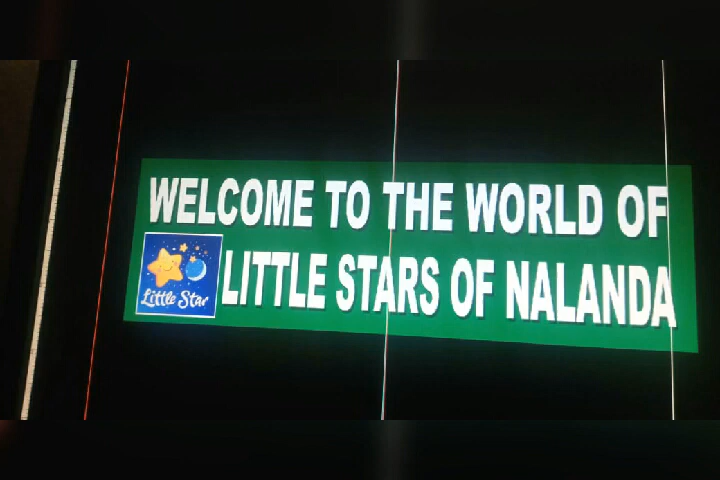 WELCOME TO THE WORLD OF
LITTLE STARS OF NALANDA
Little Star